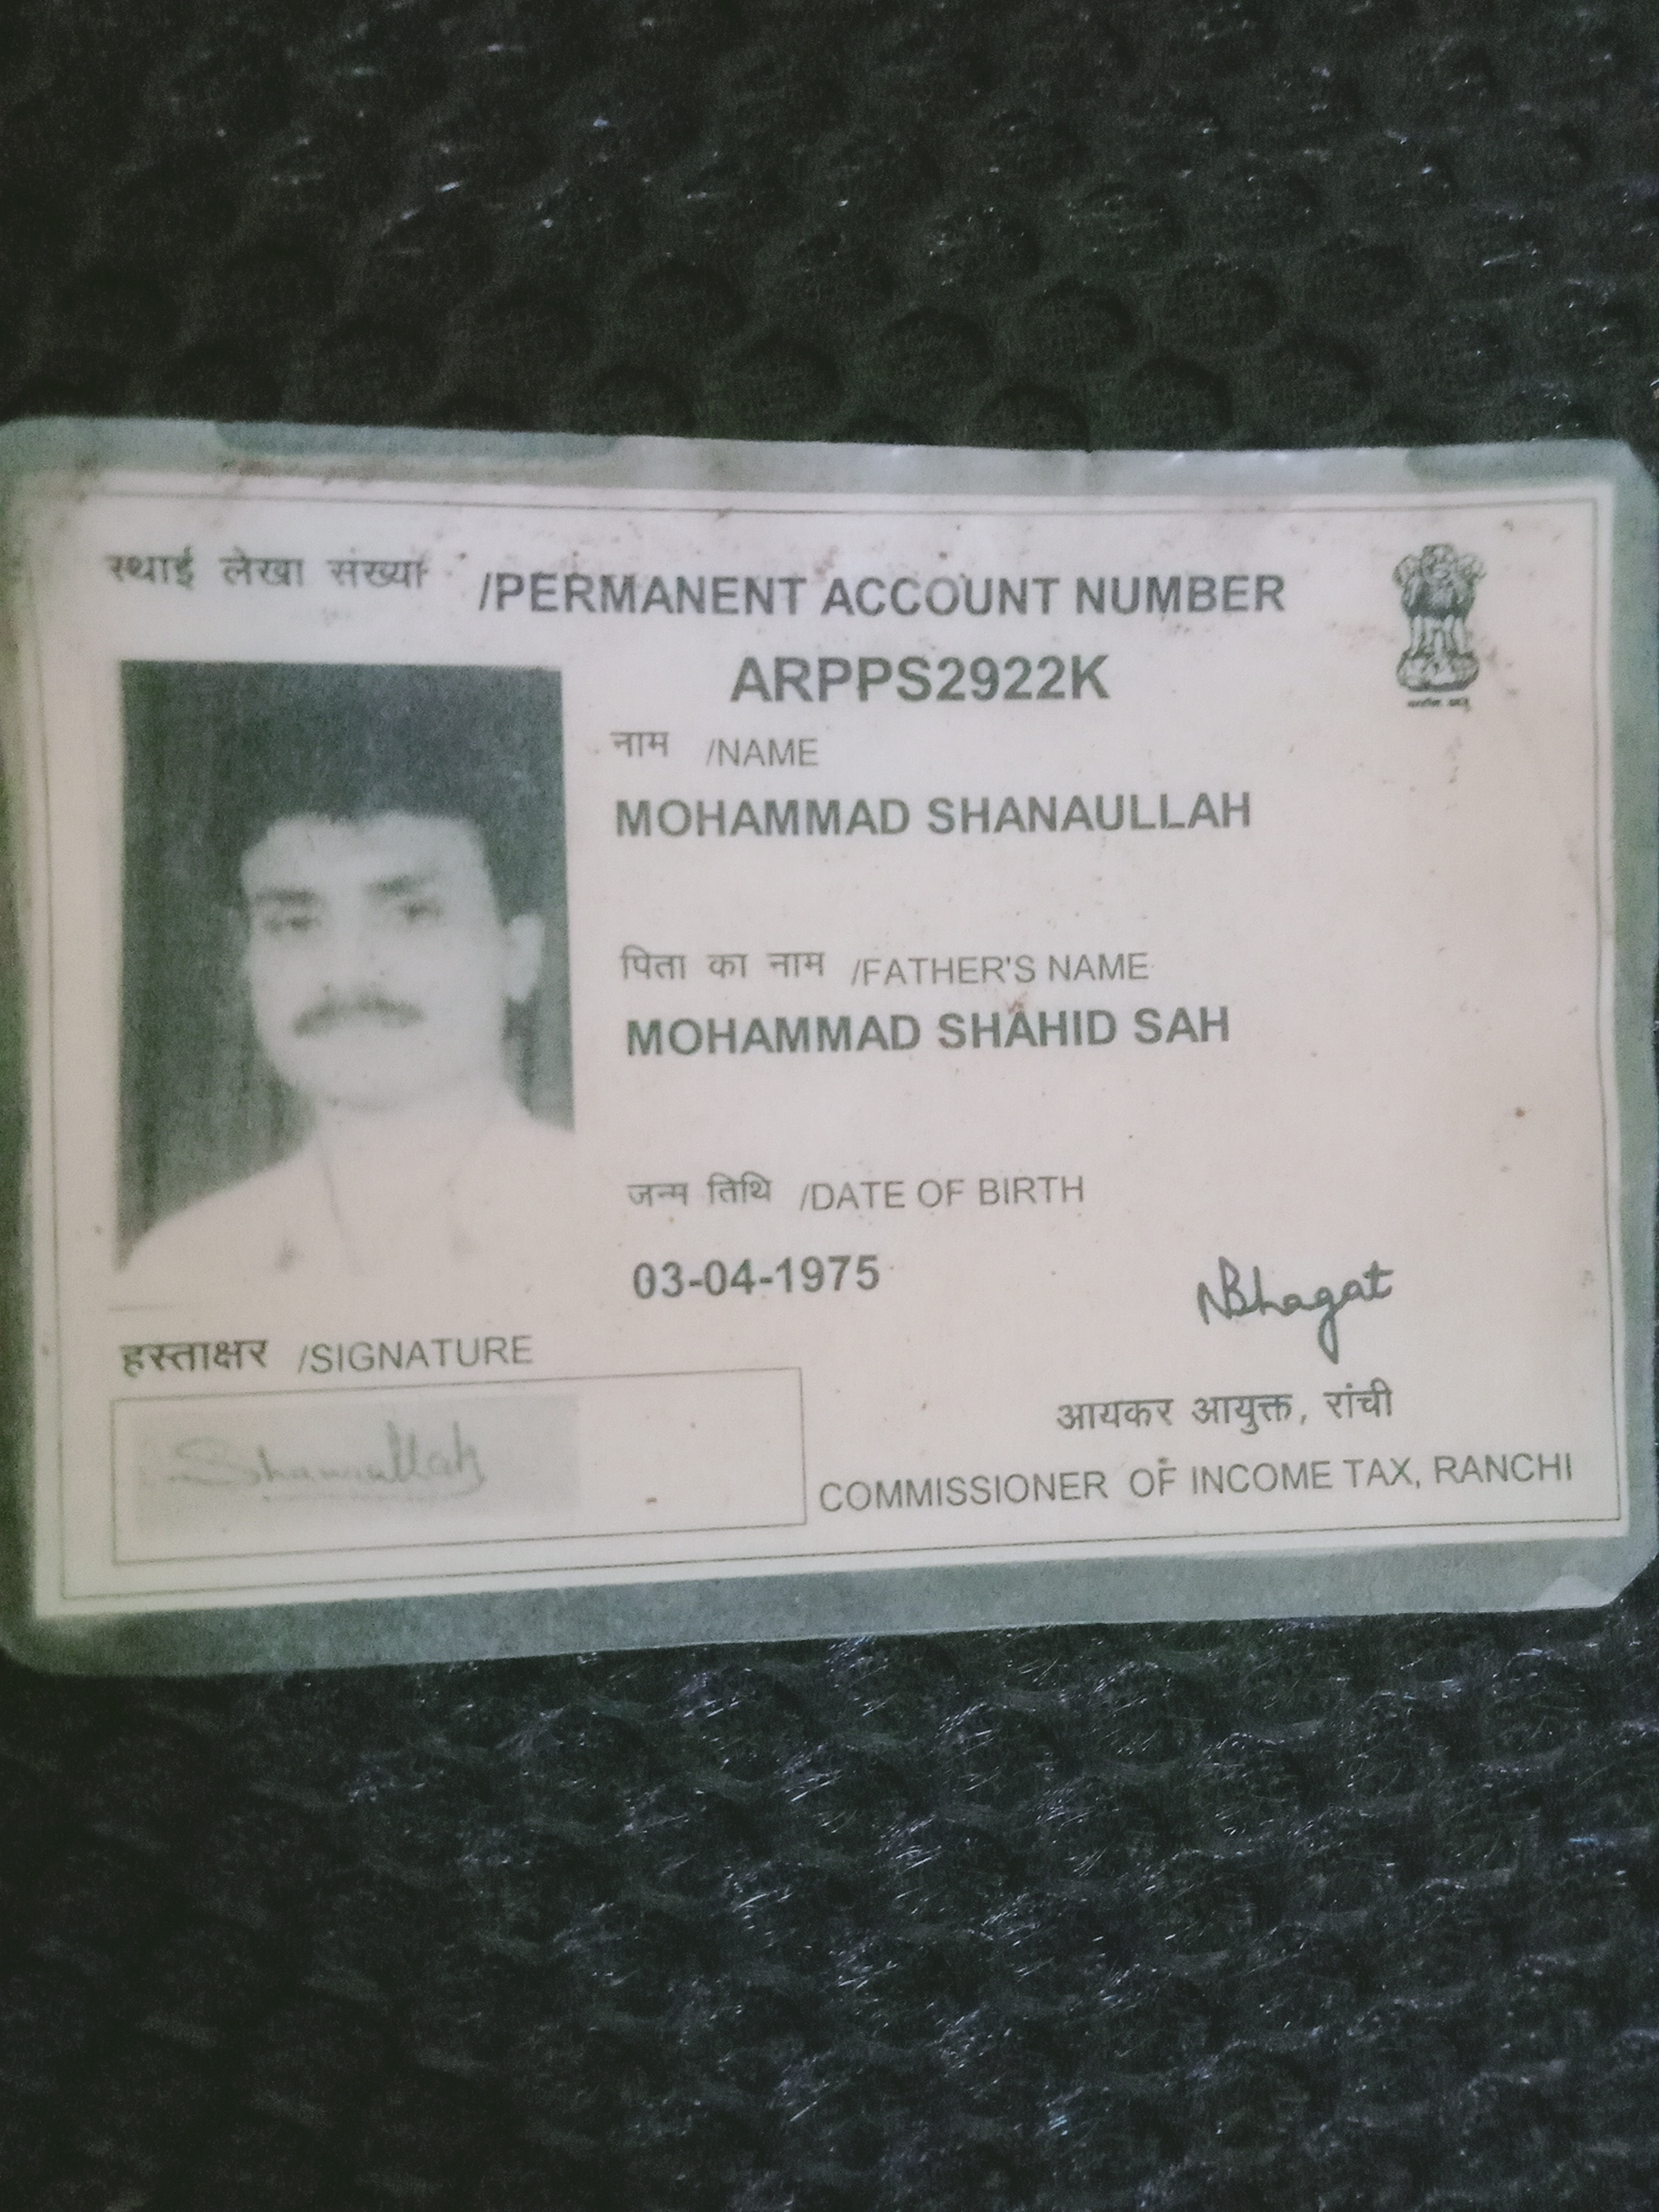 स्थाई लेखा संख्या /PERMANENT ACCOUNT NUMBER
ARPPS2922K
नाम /NAME
MOHAMMAD SHANAULLAH
पिता का नाम /FATHER'S NAME
MOHAMMAD SHAHID SAH
जन्म तिथि /DATE OF BIRTH
03-04-1975
NBhagat
हस्ताक्षर /SIGNATURE
Shanaullah
आयकर आयुक्त, रांची
COMMISSIONER OF INCOME TAX, RANCHI